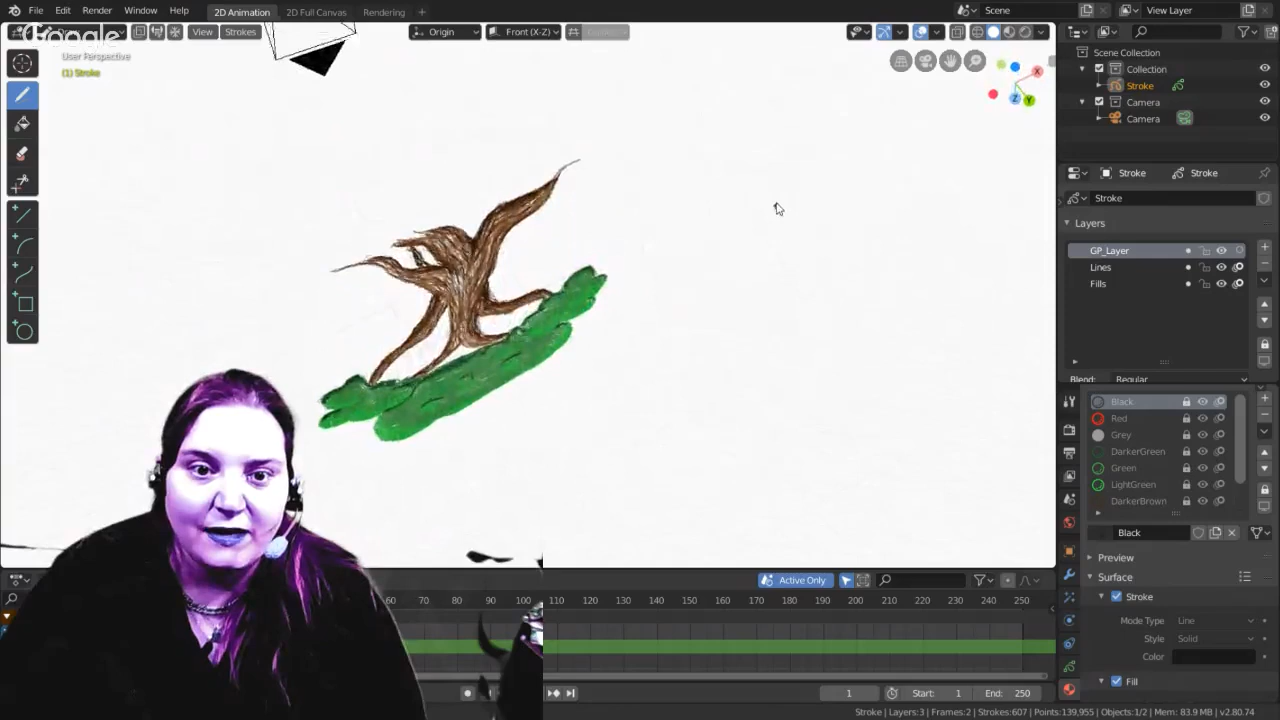 File Edit Render Window Help 2D Animation 2D Full Canvas Rendering + Scene View Layer
Google
View Strokes Origin Front (X-Z)
User Perspective
(1) Stroke
X
Z Y
Scene Collection
Collection
Stroke
Camera
Camera
Stroke Stroke
Stroke
Layers
GP_Layer
Lines
Fills
Blend: Regular
Black
Red
Grey
DarkerGreen
Green
LightGreen
DarkerBrown
Black
Preview
Surface
Stroke
Mode Type Line
Style Solid
Color
Fill
Active Only
60 70 80 90 100 110 120 130 140 150 160 170 180 190 200 210 220 230 240 250
1 Start: 1 End: 250
Stroke | Layers:3 | Frames:2 | Strokes:607 | Points:139,955 | Objects:1/2 | Mem: 83.9 MB | v2.80.74